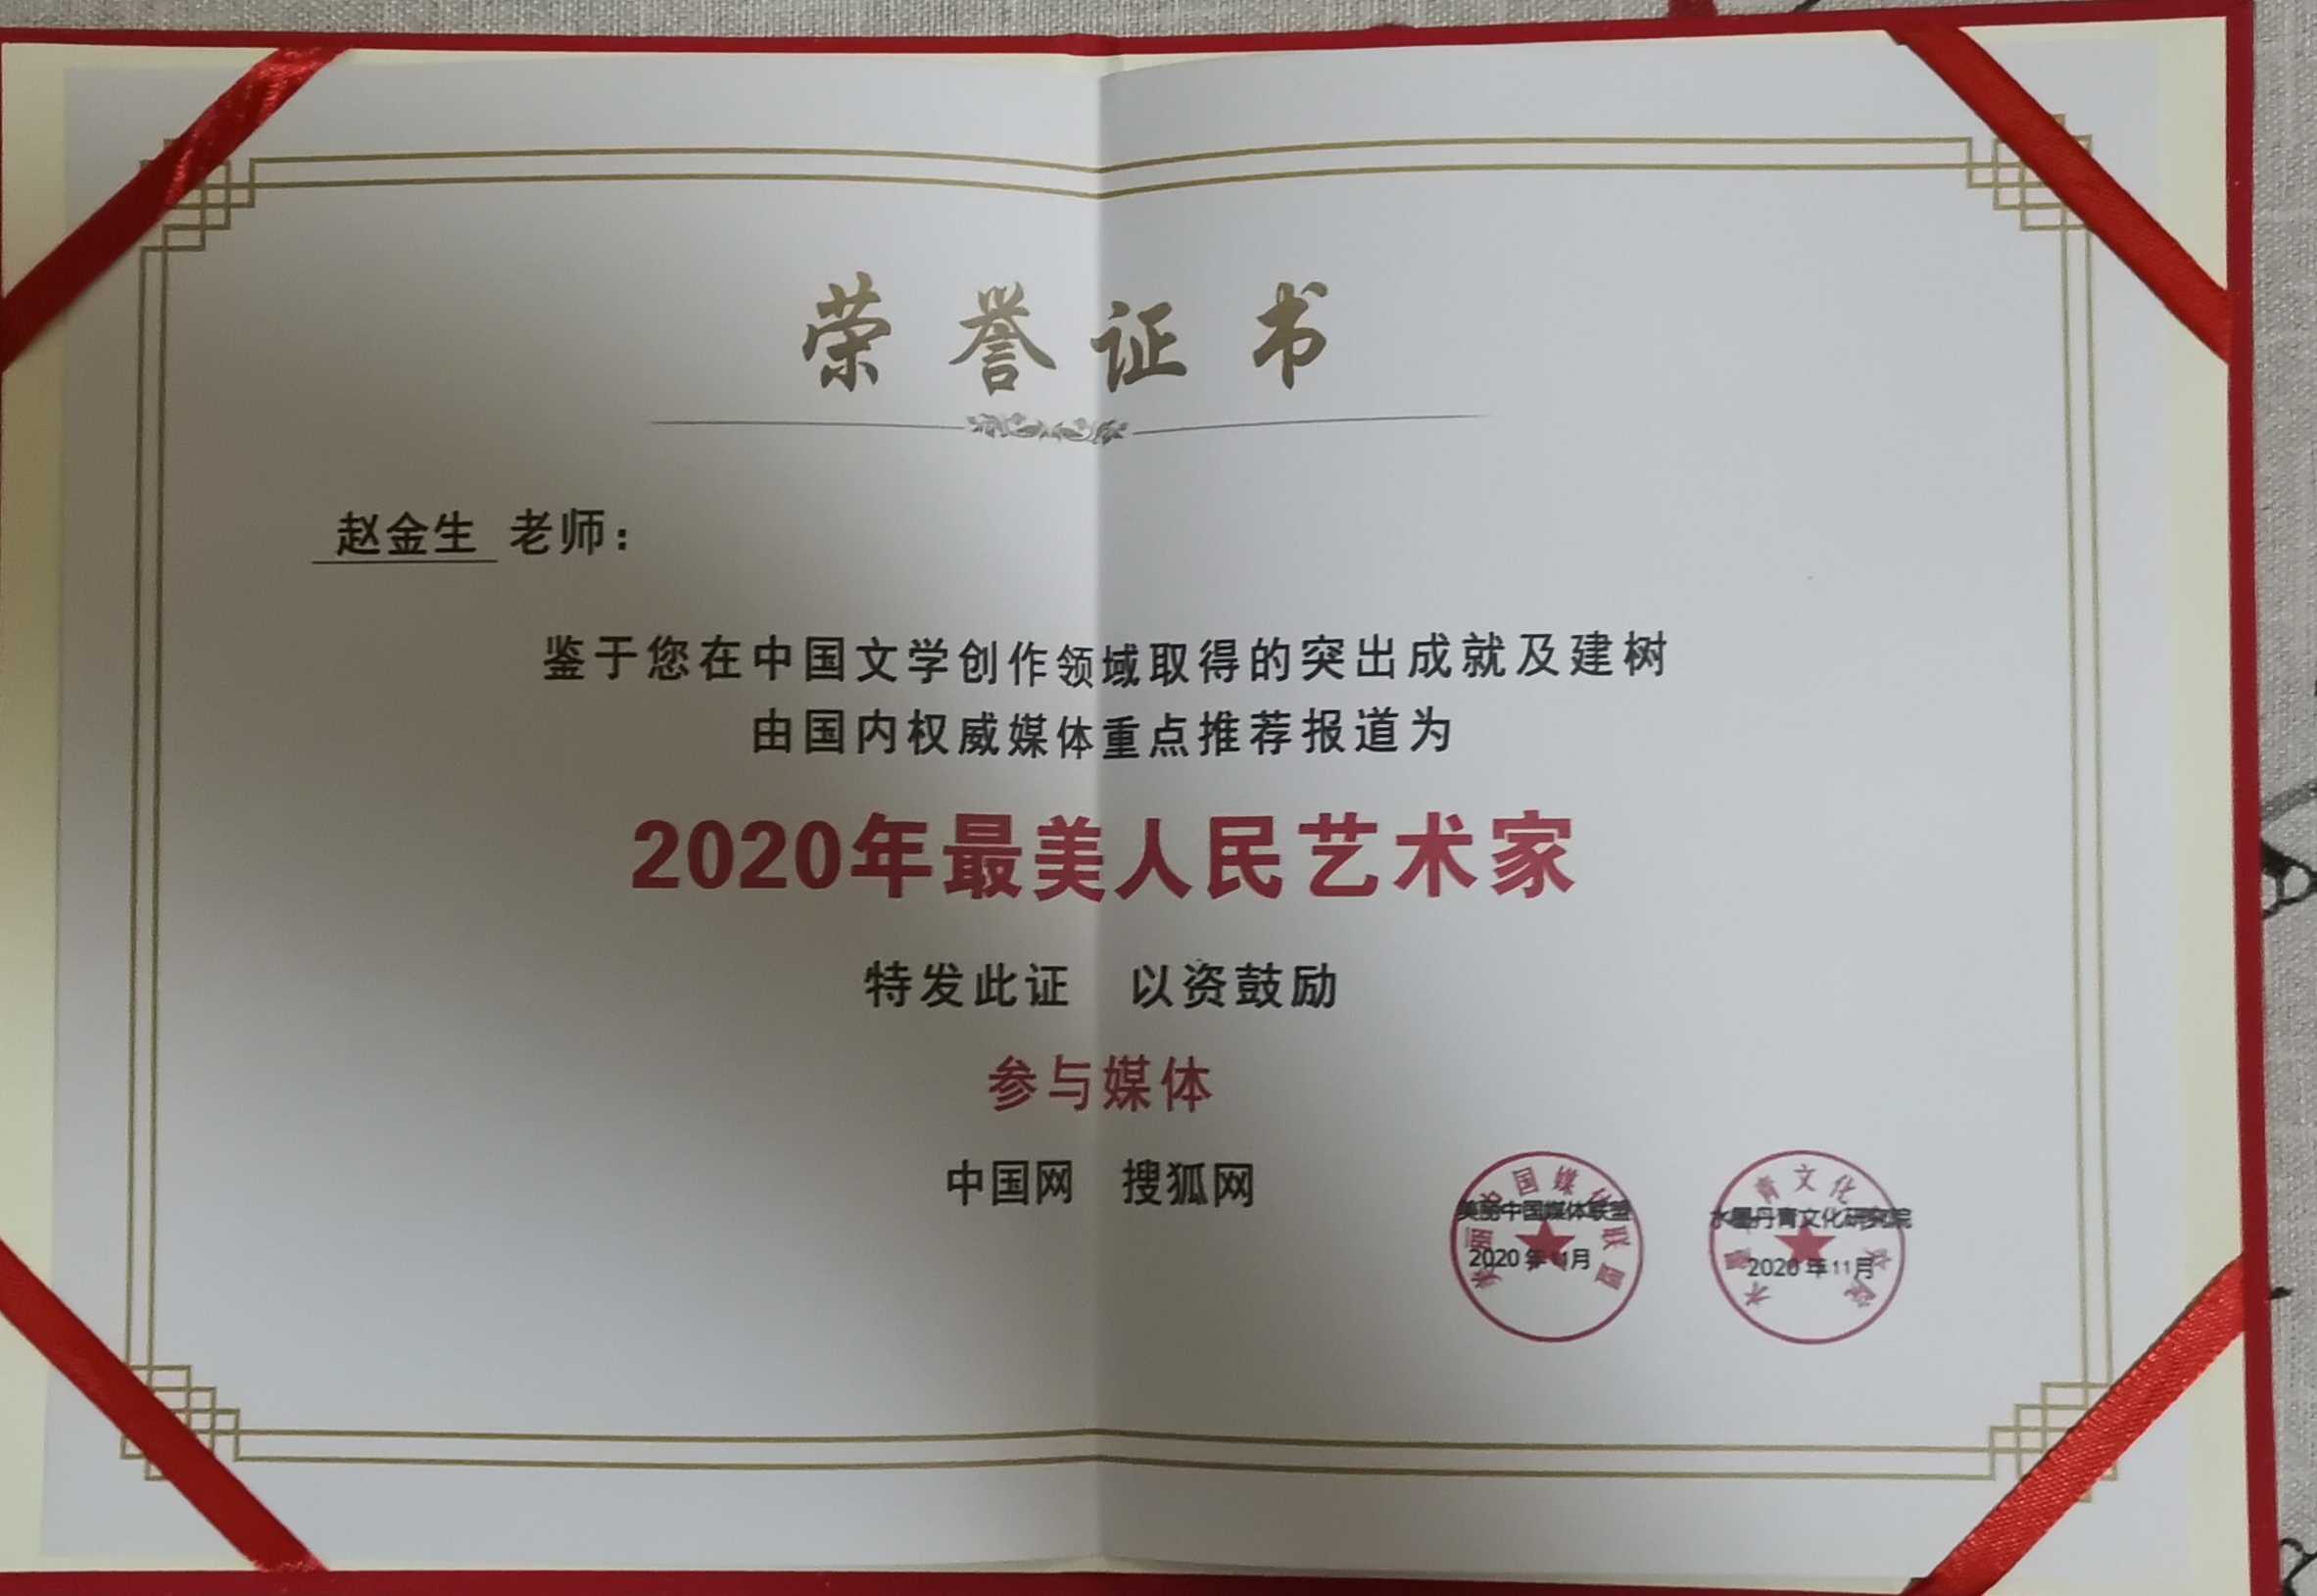 荣誉证书
赵金生 老师：
鉴于您在中国文学创作领域取得的突出成就及建树
由国内权威媒体重点推荐报道为
2020年最美人民艺术家
特发此证 以资鼓励
参与媒体
中国网 搜狐网
美丽中国媒体联盟
2020年11月
水墨丹青文化研究院
2020年11月